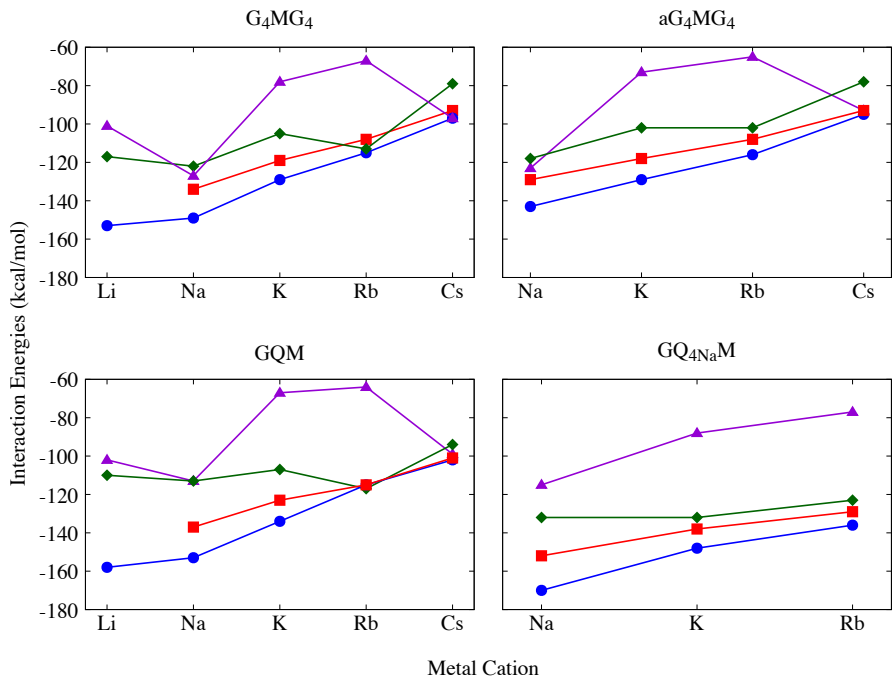 G₄MG₄
aG₄MG₄
-60
-80
-100
-120
-140
-160
-180
Li Na K Rb Cs
Na K Rb Cs
GQM
GQ₄NaM
-60
-80
-100
-120
-140
-160
-180
Li Na K Rb Cs
Na K Rb
Interaction Energies (kcal/mol)
Metal Cation